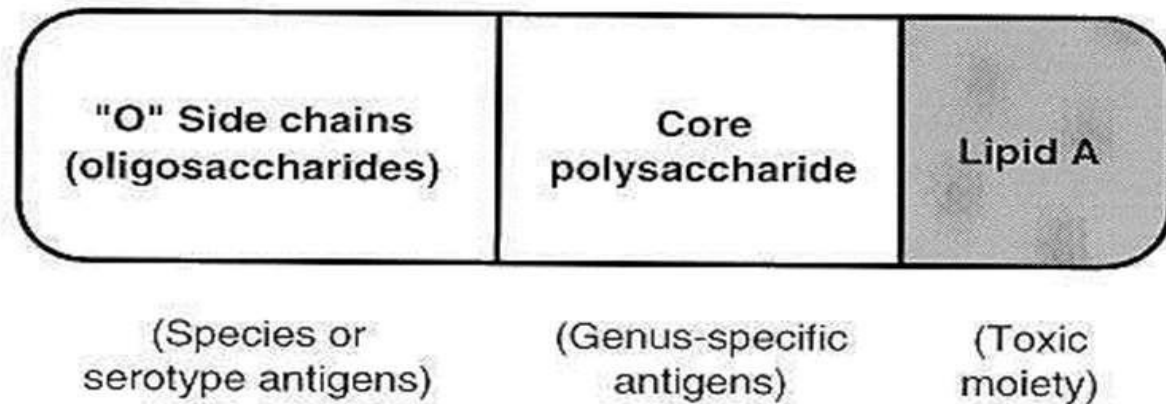 "O" Side chains
(oligosaccharides)
Core
polysaccharide
Lipid A
(Species or
serotype antigens)
(Genus-specific
antigens)
(Toxic
moiety)